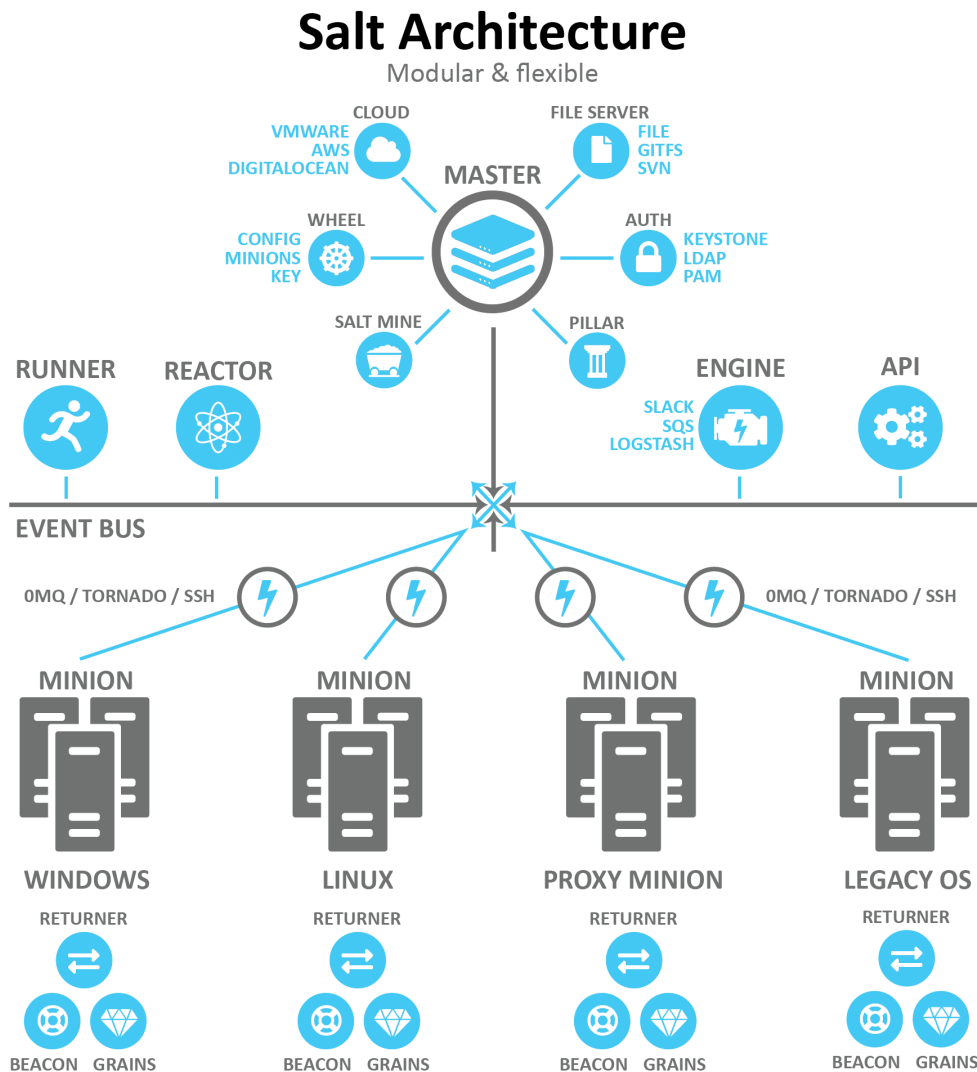 Salt Architecture
Modular & flexible
CLOUD
VMWARE
AWS
DIGITALOCEAN
FILE SERVER
FILE
GITFS
SVN
MASTER
WHEEL
CONFIG
MINIONS
KEY
AUTH
KEYSTONE
LDAP
PAM
SALT MINE
PILLAR
RUNNER
REACTOR
ENGINE
SLACK
SQS
LOGSTASH
API
EVENT BUS
0MQ / TORNADO / SSH
0MQ / TORNADO / SSH
MINION
MINION
MINION
MINION
WINDOWS
LINUX
PROXY MINION
LEGACY OS
RETURNER
RETURNER
RETURNER
RETURNER
BEACON
GRAINS
BEACON
GRAINS
BEACON
GRAINS
BEACON
GRAINS